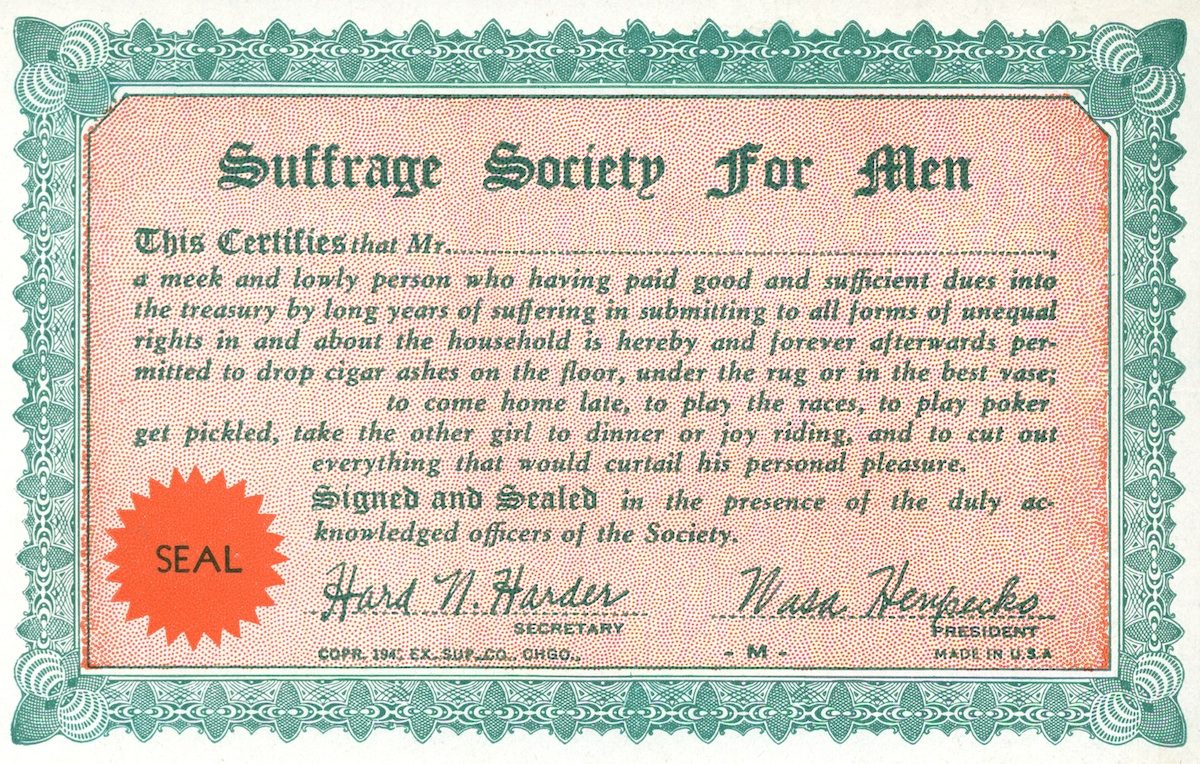 Suffrage Society For Men
This Certifies that Mr.
a meek and lowly person who having paid good and sufficient dues into
the treasury by long years of suffering in submitting to all forms of unequal
rights in and about the household is hereby and forever afterwards per-
mitted to drop cigar ashes on the floor, under the rug or in the best vase;
to come home late, to play the races, to play poker
get pickled, take the other girl to dinner or joy riding, and to cut out
everything that would curtail his personal pleasure.
Signed and Sealed in the presence of the duly ac-
knowledged officers of the Society.
SEAL
Hard N. Harder Wasa Henpecko
SECRETARY PRESIDENT
COPR. EX. SUP. CO., CHGO., - M - MADE IN U.S.A